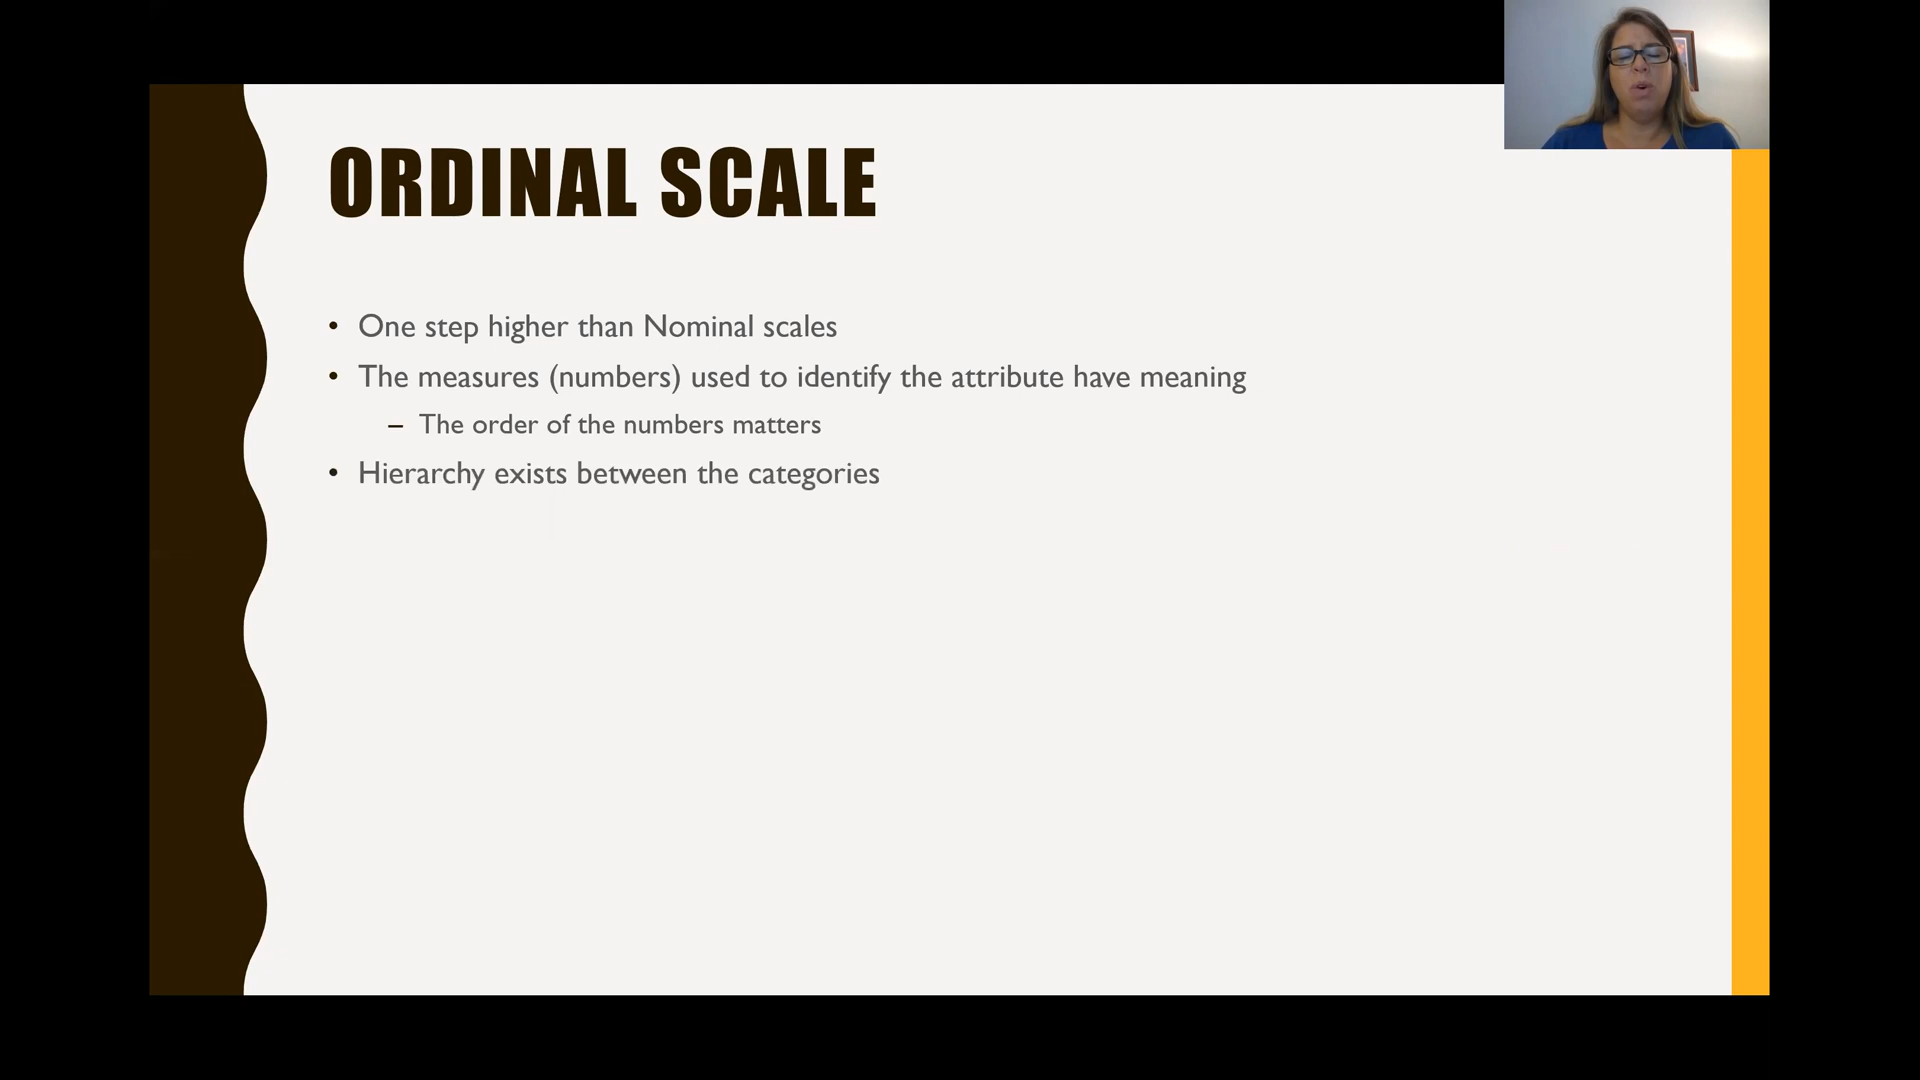 ORDINAL SCALE
• One step higher than Nominal scales
• The measures (numbers) used to identify the attribute have meaning
– The order of the numbers matters
• Hierarchy exists between the categories